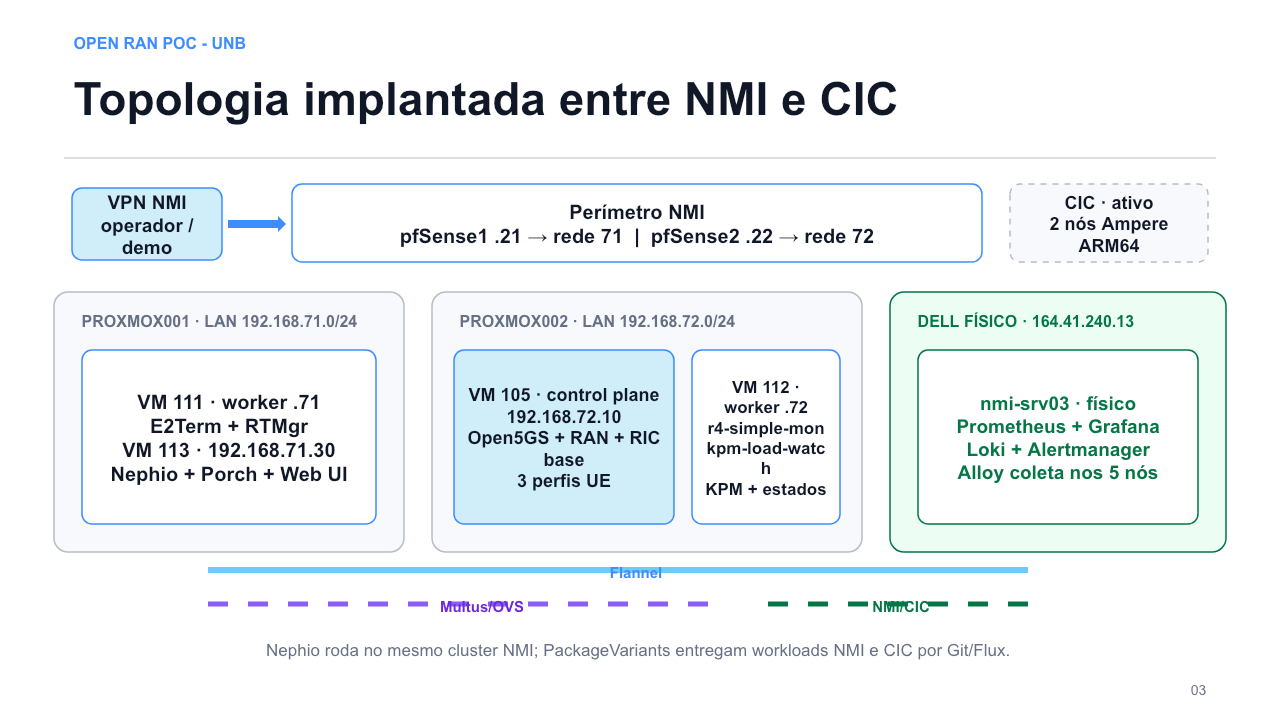 OPEN RAN POC - UNB
Topologia implantada entre NMI e CIC
VPN NMI
operador /
demo
Perímetro NMI
pfSense1 .21 → rede 71 | pfSense2 .22 → rede 72
CIC · ativo
2 nós Ampere
ARM64
PROXMOX001 · LAN 192.168.71.0/24
VM 111 · worker .71
E2Term + RTMgr
VM 113 · 192.168.71.30
Nephio + Porch + Web UI
PROXMOX002 · LAN 192.168.72.0/24
VM 105 · control plane
192.168.72.10
Open5GS + RAN + RIC
base
3 perfis UE
VM 112 ·
worker .72
r4-simple-mon
kpm-load-watc
h
KPM + estados
DELL FÍSICO · 164.41.240.13
nmi-srv03 · físico
Prometheus + Grafana
Loki + Alertmanager
Alloy coleta nos 5 nós
Flannel
Multus/OVS
NMI/CIC
Nephio roda no mesmo cluster NMI; PackageVariants entregam workloads NMI e CIC por Git/Flux.
03